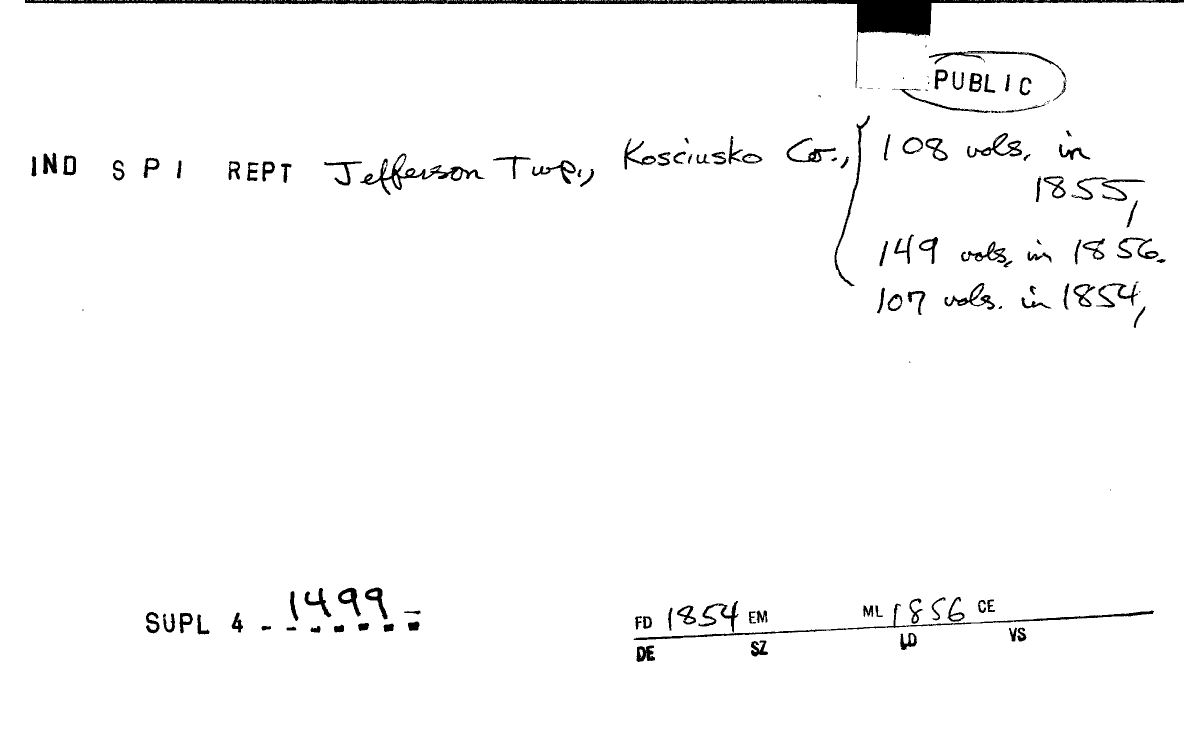 PUBLIC
IND S P I REPT Jefferson Twp., Kosciusko Co., 108 vols. in
1855,
149 vols. in 1856.
107 vols. in 1854,
SUPL 4 - 1499 -
FD 1854 EM ML 1856 CE
DE SZ LD VS